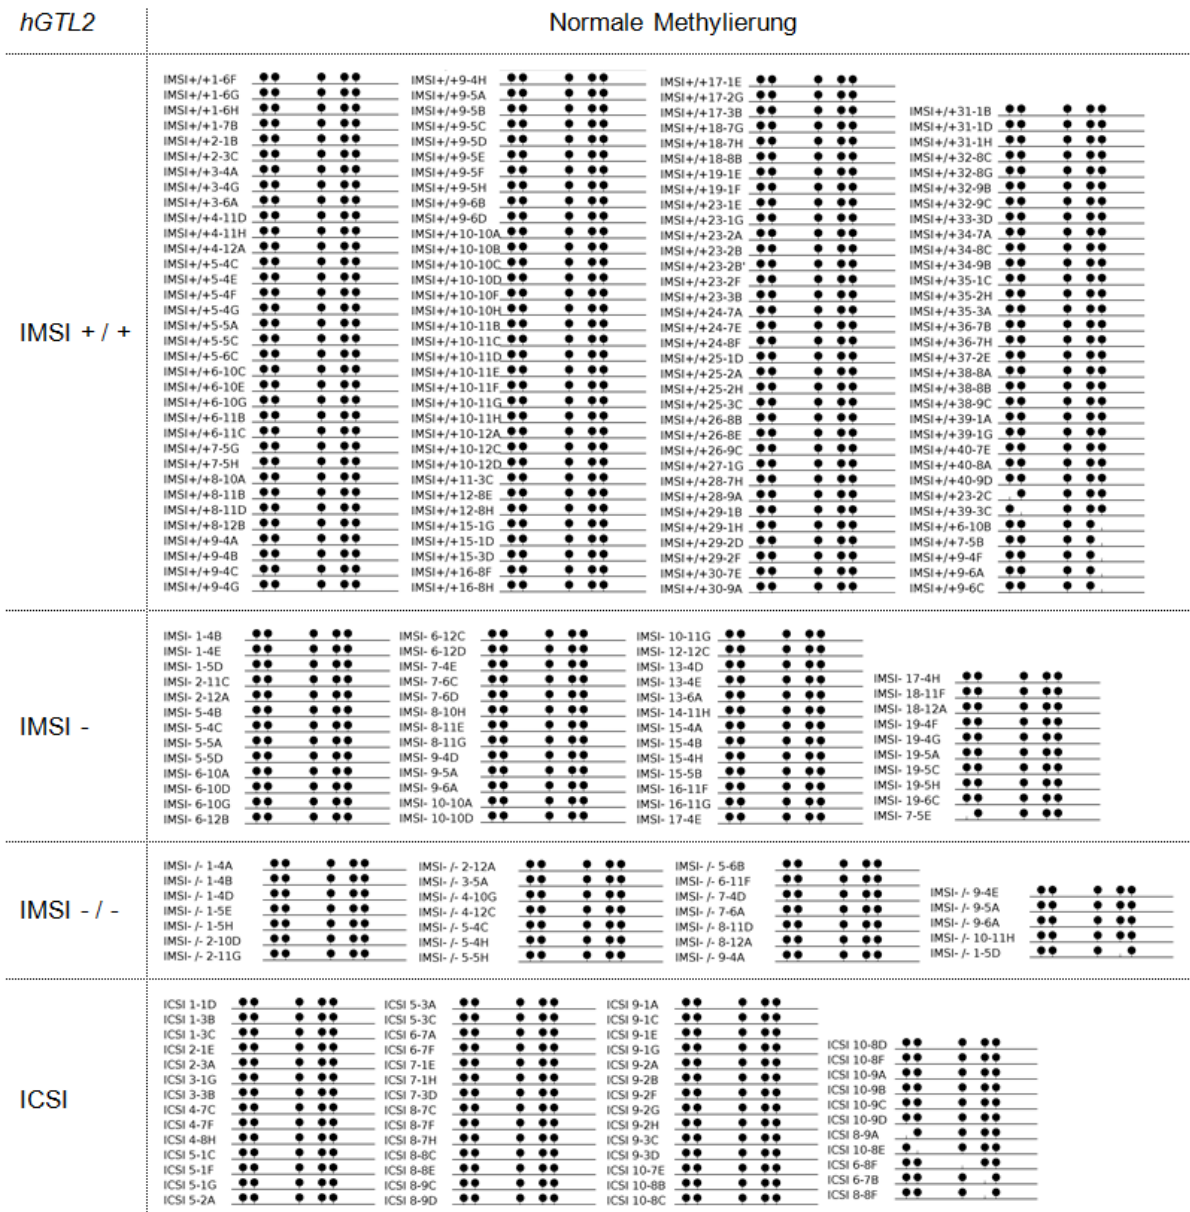 hGTL2
Normale Methylierung
IMSI + / +
IMSI+/+1-6F
IMSI+/+1-6G
IMSI+/+1-6H
IMSI+/+1-7B
IMSI+/+2-1B
IMSI+/+2-3C
IMSI+/+3-4A
IMSI+/+3-4G
IMSI+/+3-6A
IMSI+/+4-11D
IMSI+/+4-11H
IMSI+/+4-12A
IMSI+/+5-4C
IMSI+/+5-4E
IMSI+/+5-4F
IMSI+/+5-4G
IMSI+/+5-5A
IMSI+/+5-5C
IMSI+/+5-6C
IMSI+/+6-10C
IMSI+/+6-10E
IMSI+/+6-10G
IMSI+/+6-11B
IMSI+/+6-11C
IMSI+/+7-5G
IMSI+/+7-5H
IMSI+/+8-10A
IMSI+/+8-11B
IMSI+/+8-11D
IMSI+/+8-12B
IMSI+/+9-4A
IMSI+/+9-4B
IMSI+/+9-4C
IMSI+/+9-4G
IMSI+/+9-4H
IMSI+/+9-5A
IMSI+/+9-5B
IMSI+/+9-5C
IMSI+/+9-5D
IMSI+/+9-5E
IMSI+/+9-5F
IMSI+/+9-5H
IMSI+/+9-6B
IMSI+/+9-6D
IMSI+/+10-10A
IMSI+/+10-10B
IMSI+/+10-10C
IMSI+/+10-10D
IMSI+/+10-10F
IMSI+/+10-10H
IMSI+/+10-11B
IMSI+/+10-11C
IMSI+/+10-11D
IMSI+/+10-11E
IMSI+/+10-11F
IMSI+/+10-11G
IMSI+/+10-11H
IMSI+/+10-12A
IMSI+/+10-12C
IMSI+/+10-12D
IMSI+/+11-3C
IMSI+/+12-8E
IMSI+/+12-8H
IMSI+/+15-1G
IMSI+/+15-1D
IMSI+/+15-3D
IMSI+/+16-8F
IMSI+/+16-8H
IMSI+/+17-1E
IMSI+/+17-2G
IMSI+/+17-3B
IMSI+/+18-7G
IMSI+/+18-7H
IMSI+/+18-8B
IMSI+/+19-1E
IMSI+/+19-1F
IMSI+/+23-1E
IMSI+/+23-1G
IMSI+/+23-2A
IMSI+/+23-2B
IMSI+/+23-2B'
IMSI+/+23-2F
IMSI+/+23-3B
IMSI+/+24-7A
IMSI+/+24-7E
IMSI+/+24-8F
IMSI+/+25-1D
IMSI+/+25-2A
IMSI+/+25-2H
IMSI+/+25-3C
IMSI+/+26-8B
IMSI+/+26-8E
IMSI+/+26-9C
IMSI+/+27-1G
IMSI+/+28-7H
IMSI+/+28-9A
IMSI+/+29-1B
IMSI+/+29-1H
IMSI+/+29-2D
IMSI+/+29-2F
IMSI+/+30-7E
IMSI+/+30-9A
IMSI+/+31-1B
IMSI+/+31-1D
IMSI+/+31-1H
IMSI+/+32-8C
IMSI+/+32-8G
IMSI+/+32-9B
IMSI+/+32-9C
IMSI+/+33-3D
IMSI+/+34-7A
IMSI+/+34-8C
IMSI+/+34-9B
IMSI+/+35-1C
IMSI+/+35-2H
IMSI+/+35-3A
IMSI+/+36-7B
IMSI+/+36-7H
IMSI+/+37-2E
IMSI+/+38-8A
IMSI+/+38-8B
IMSI+/+38-9C
IMSI+/+39-1A
IMSI+/+39-1G
IMSI+/+40-7E
IMSI+/+40-8A
IMSI+/+40-9D
IMSI+/+23-2C
IMSI+/+39-3C
IMSI+/+6-10B
IMSI+/+7-5B
IMSI+/+9-4F
IMSI+/+9-6A
IMSI+/+9-6C
IMSI -
IMSI- 1-4B
IMSI- 1-4E
IMSI- 1-5D
IMSI- 2-11C
IMSI- 2-12A
IMSI- 5-4B
IMSI- 5-4C
IMSI- 5-5A
IMSI- 5-5D
IMSI- 6-10A
IMSI- 6-10D
IMSI- 6-10G
IMSI- 6-12B
IMSI- 6-12C
IMSI- 6-12D
IMSI- 7-4E
IMSI- 7-6C
IMSI- 7-6D
IMSI- 8-10H
IMSI- 8-11E
IMSI- 8-11G
IMSI- 9-4D
IMSI- 9-5A
IMSI- 9-6A
IMSI- 10-10A
IMSI- 10-10D
IMSI- 10-11G
IMSI- 12-12C
IMSI- 13-4D
IMSI- 13-4E
IMSI- 13-6A
IMSI- 14-11H
IMSI- 15-4A
IMSI- 15-4B
IMSI- 15-4H
IMSI- 15-5B
IMSI- 16-11F
IMSI- 16-11G
IMSI- 17-4E
IMSI- 17-4H
IMSI- 18-11F
IMSI- 18-12A
IMSI- 19-4F
IMSI- 19-4G
IMSI- 19-5A
IMSI- 19-5C
IMSI- 19-5H
IMSI- 19-6C
IMSI- 7-5E
IMSI - / -
IMSI- /- 1-4A
IMSI- /- 1-4B
IMSI- /- 1-4D
IMSI- /- 1-5E
IMSI- /- 1-5H
IMSI- /- 2-10D
IMSI- /- 2-11G
IMSI- /- 2-12A
IMSI- /- 3-5A
IMSI- /- 4-10G
IMSI- /- 4-12C
IMSI- /- 5-4C
IMSI- /- 5-4H
IMSI- /- 5-5H
IMSI- /- 5-6B
IMSI- /- 6-11F
IMSI- /- 7-4D
IMSI- /- 7-6A
IMSI- /- 8-11D
IMSI- /- 8-12A
IMSI- /- 9-4A
IMSI- /- 9-4E
IMSI- /- 9-5A
IMSI- /- 9-6A
IMSI- /- 10-11H
IMSI- /- 1-5D
ICSI
ICSI 1-1D
ICSI 1-3B
ICSI 1-3C
ICSI 2-1E
ICSI 2-3A
ICSI 3-1G
ICSI 3-3B
ICSI 4-7C
ICSI 4-7F
ICSI 4-8H
ICSI 5-1C
ICSI 5-1F
ICSI 5-1G
ICSI 5-2A
ICSI 5-3A
ICSI 5-3C
ICSI 6-7A
ICSI 6-7F
ICSI 7-1E
ICSI 7-1H
ICSI 7-3D
ICSI 8-7C
ICSI 8-7F
ICSI 8-7H
ICSI 8-8C
ICSI 8-8E
ICSI 8-9C
ICSI 8-9D
ICSI 9-1A
ICSI 9-1C
ICSI 9-1E
ICSI 9-1G
ICSI 9-2A
ICSI 9-2B
ICSI 9-2F
ICSI 9-2G
ICSI 9-2H
ICSI 9-3C
ICSI 9-3D
ICSI 10-7E
ICSI 10-8B
ICSI 10-8C
ICSI 10-8D
ICSI 10-8F
ICSI 10-9A
ICSI 10-9B
ICSI 10-9C
ICSI 10-9D
ICSI 8-9A
ICSI 10-8E
ICSI 6-8F
ICSI 6-7B
ICSI 8-8F